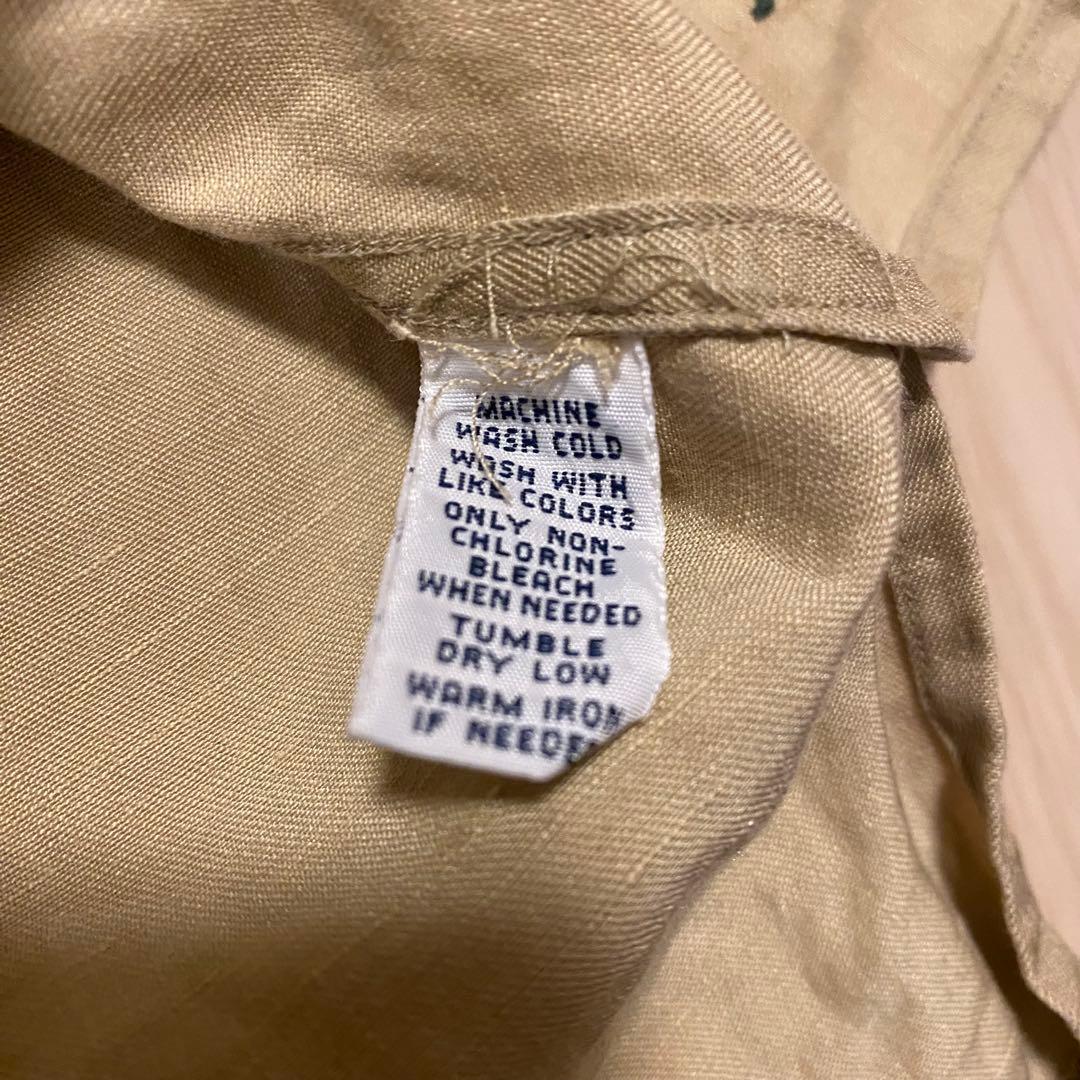 MACHINE
WASH COLD
WASH WITH
LIKE COLORS
ONLY NON-
CHLORINE
BLEACH
WHEN NEEDED
TUMBLE
DRY LOW
WARM IRON
IF NEEDED